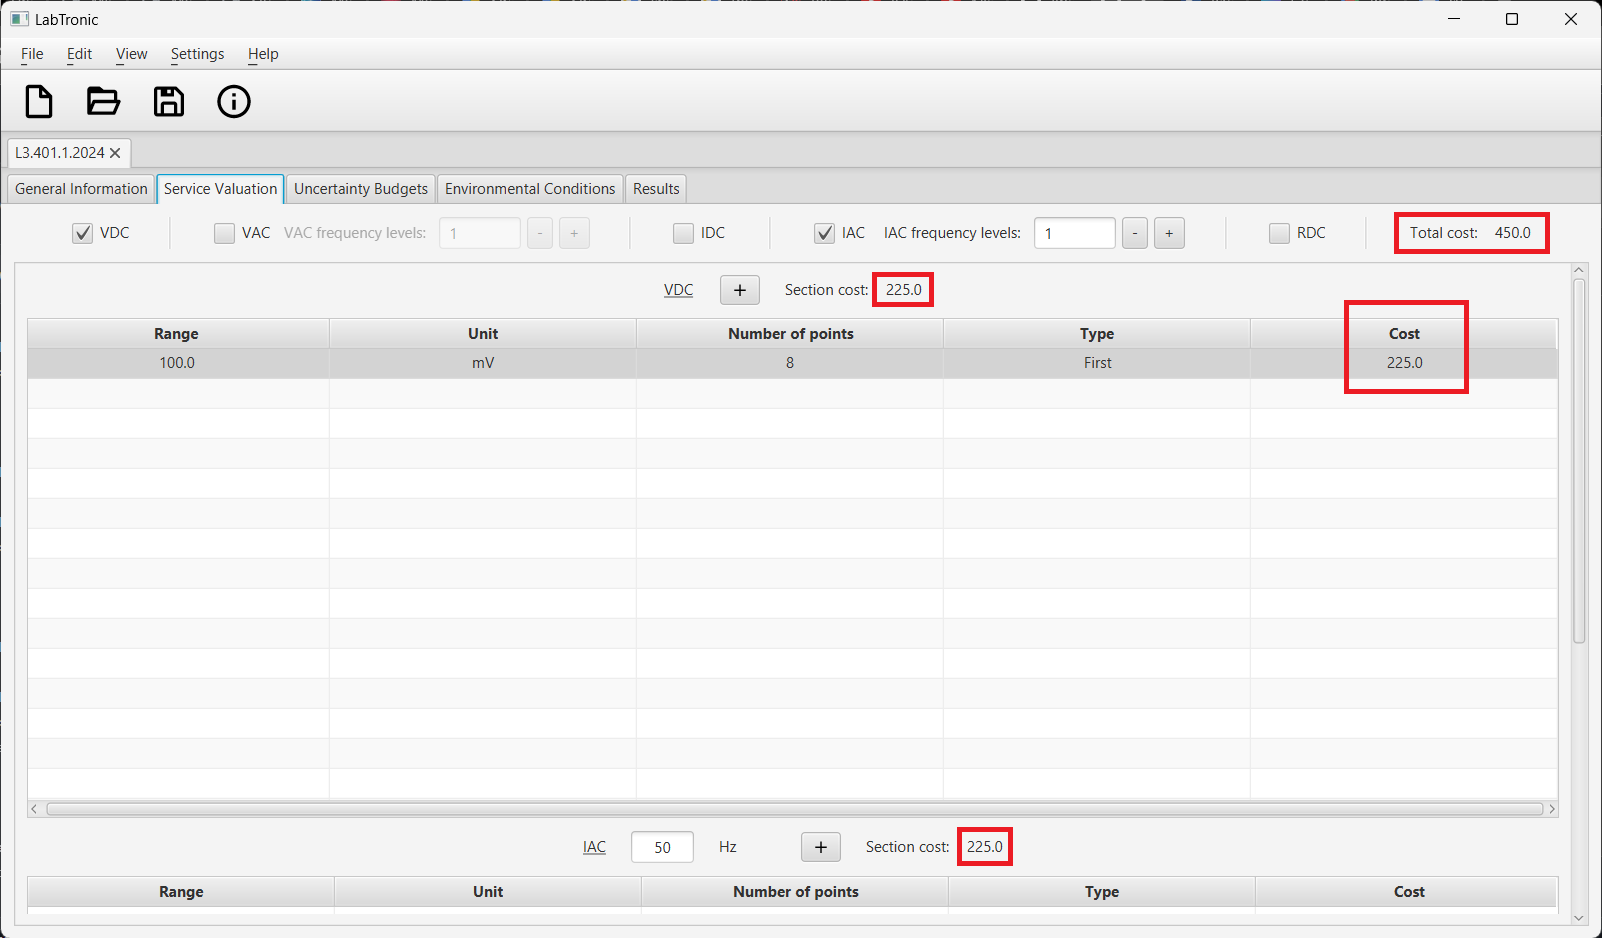 LabTronic
File Edit View Settings Help
L3.401.1.2024
General Information Service Valuation Uncertainty Budgets Environmental Conditions Results
VDC VAC VAC frequency levels: 1 - + IDC IAC IAC frequency levels: 1 - + RDC Total cost: 450.0
VDC + Section cost: 225.0
Range Unit Number of points Type Cost
100.0 mV 8 First 225.0
IAC 50 Hz + Section cost: 225.0
Range Unit Number of points Type Cost